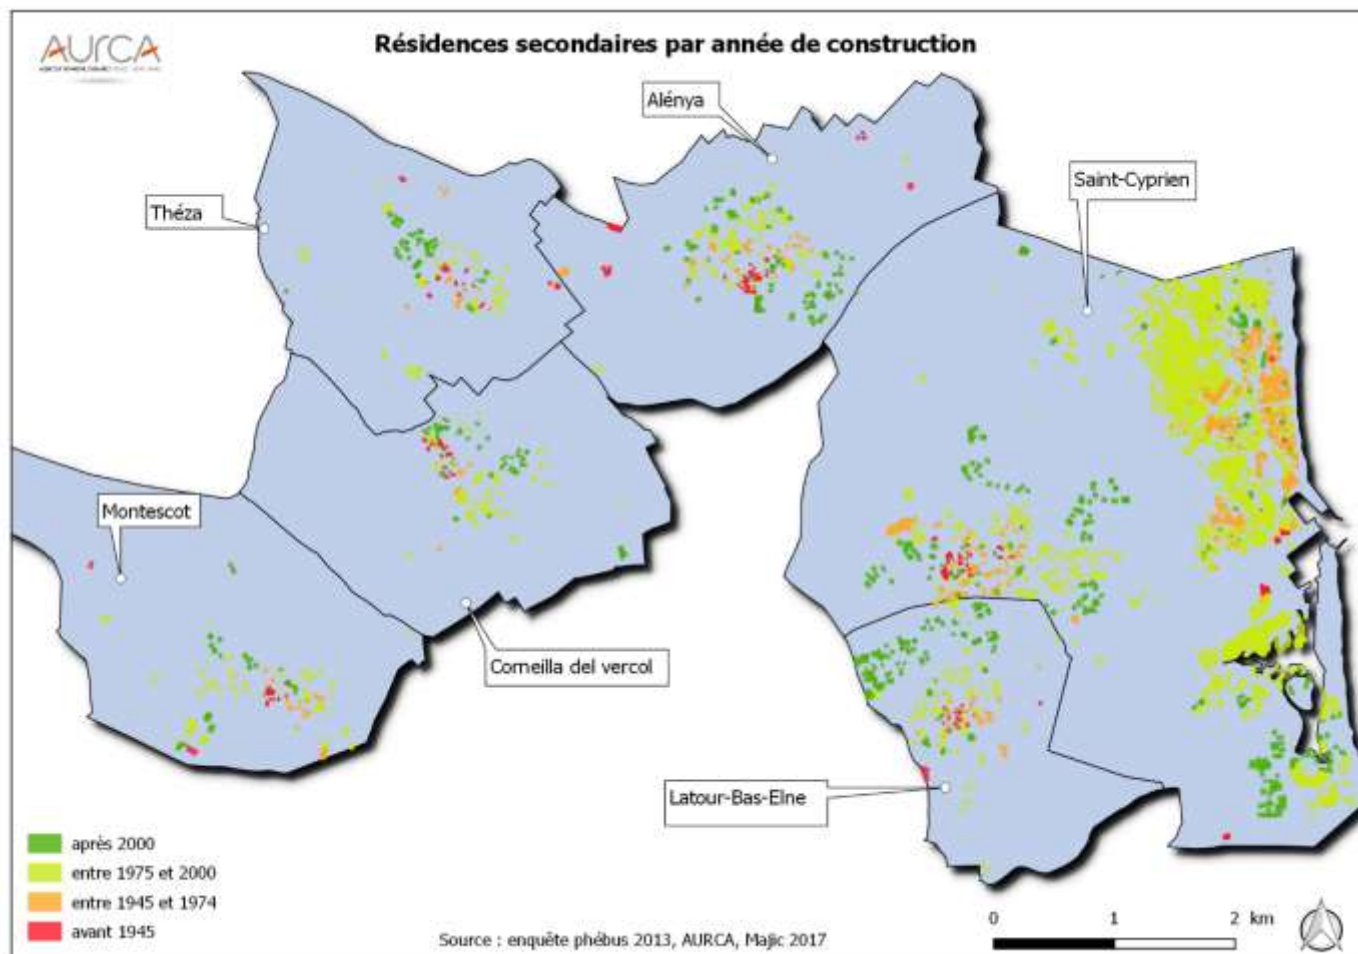 AURCA
Résidences secondaires par année de construction
Alénya
Saint-Cyprien
Théza
Montescot
Corneilla del vercol
Latour-Bas-Elne
après 2000
entre 1975 et 2000
entre 1945 et 1974
avant 1945
Source : enquête phébus 2013, AURCA, Majic 2017
0 1 2 km